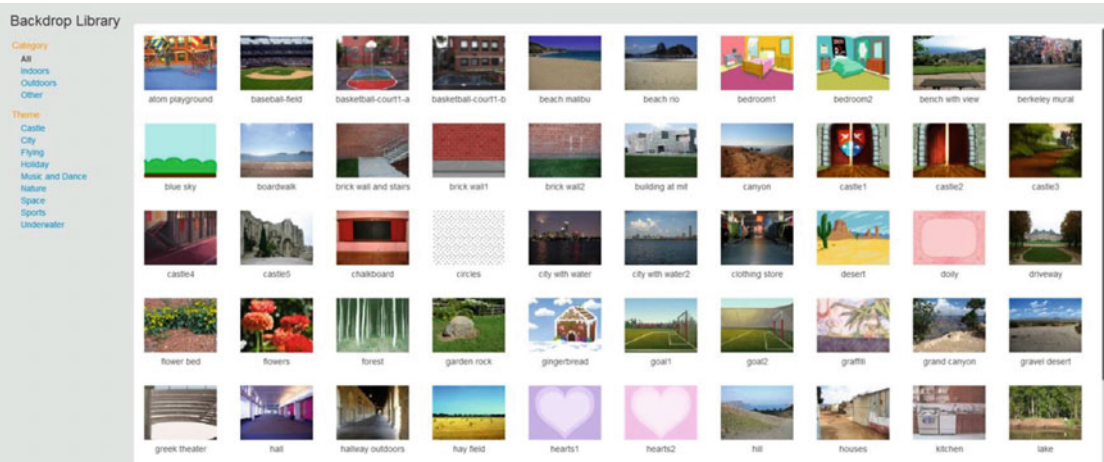 Backdrop Library
Category
All
Indoors
Outdoors
Other
Theme
Castle
City
Flying
Holiday
Music and Dance
Nature
Space
Sports
Underwater
atom playground
baseball-field
basketball-court1-a
basketball-court1-b
beach malibu
beach rio
bedroom1
bedroom2
bench with view
berkeley mural
blue sky
boardwalk
brick wall and stairs
brick wall1
brick wall2
building at mit
canyon
castle1
castle2
castle3
castle4
castle5
chalkboard
circles
city with water
city with water2
clothing store
desert
doily
driveway
flower bed
flowers
forest
garden rock
gingerbread
goal1
goal2
graffiti
grand canyon
gravel desert
greek theater
hall
hallway outdoors
hay field
hearts1
hearts2
hill
houses
kitchen
lake